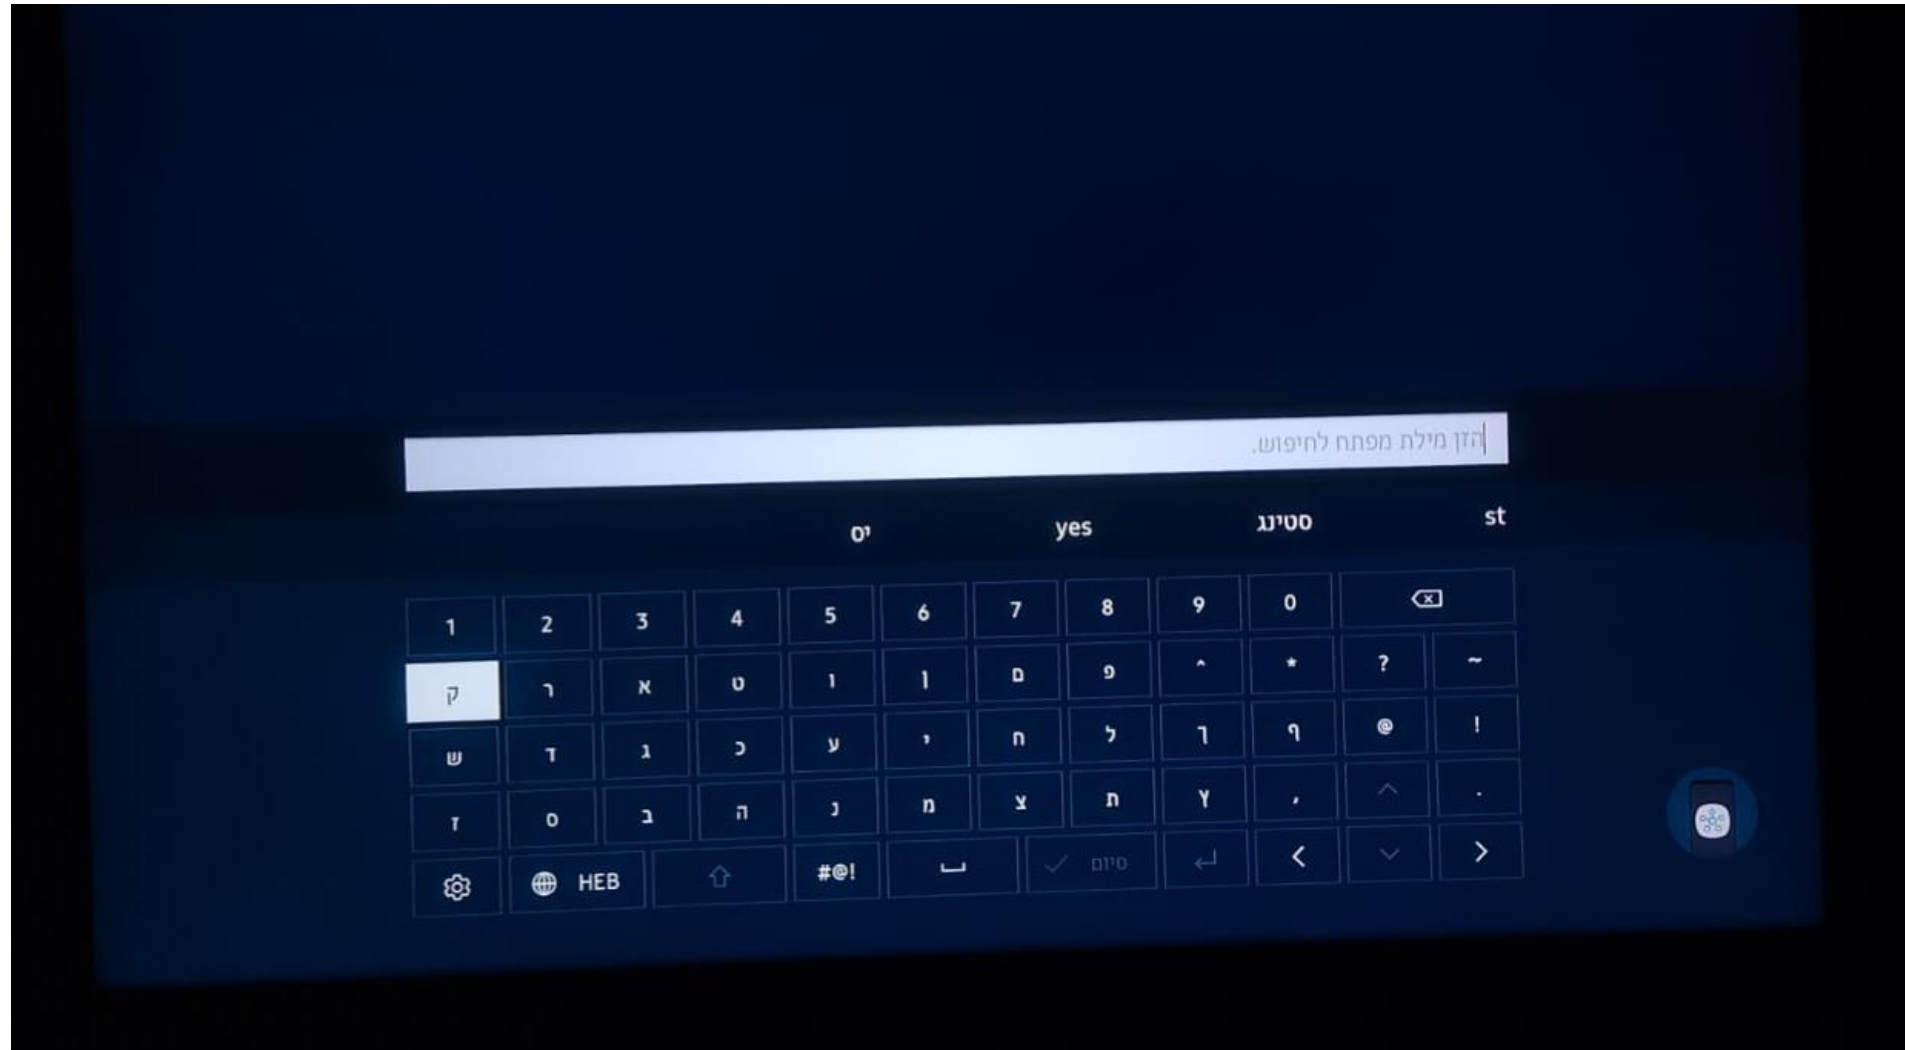 הזן מילת מפתח לחיפוש.
st סטינג yes יס
1 2 3 4 5 6 7 8 9 0
ק ר א ט ו ן ם פ ^ * ? ~
ש ד ג כ ע י ח ל ך ף @ !
ז ס ב ה נ מ צ ת ץ , .
HEB #@! סיום < >